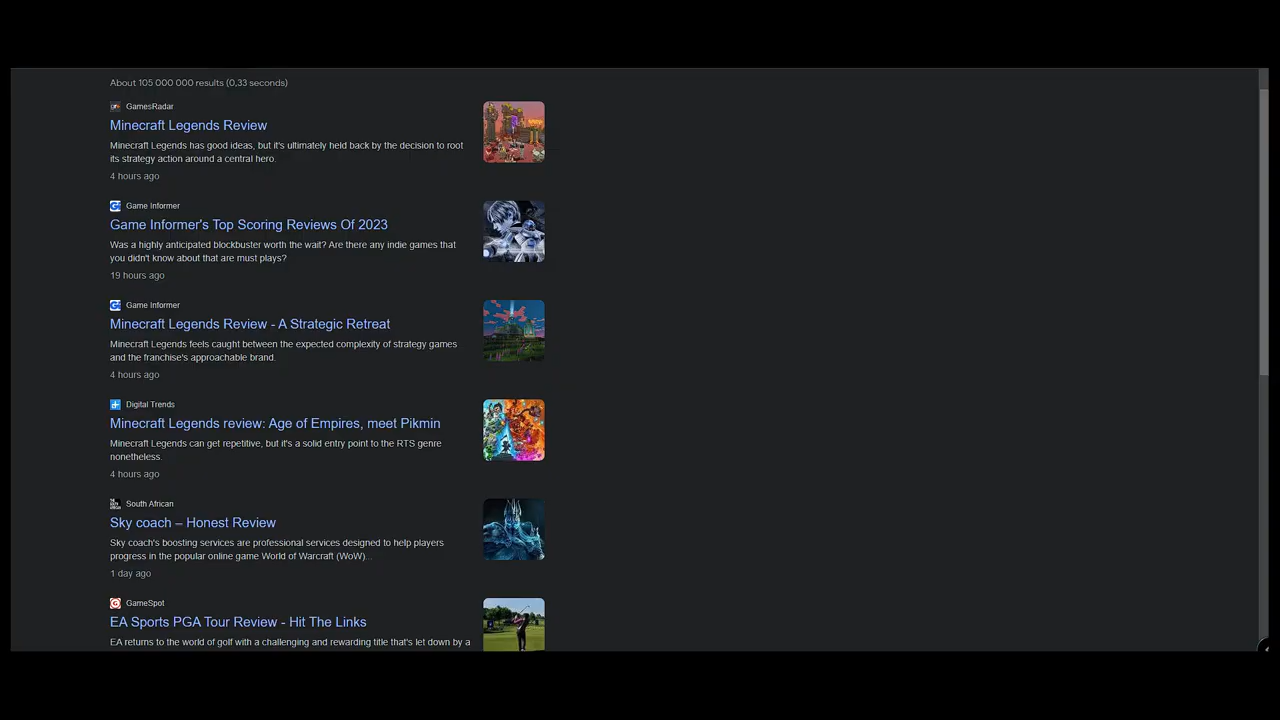 About 105 000 000 results (0,33 seconds)
GamesRadar
Minecraft Legends Review
Minecraft Legends has good ideas, but it's ultimately held back by the decision to root
its strategy action around a central hero.
4 hours ago
Game Informer
Game Informer's Top Scoring Reviews Of 2023
Was a highly anticipated blockbuster worth the wait? Are there any indie games that
you didn't know about that are must plays?
19 hours ago
Game Informer
Minecraft Legends Review - A Strategic Retreat
Minecraft Legends feels caught between the expected complexity of strategy games
and the franchise's approachable brand.
4 hours ago
Digital Trends
Minecraft Legends review: Age of Empires, meet Pikmin
Minecraft Legends can get repetitive, but it's a solid entry point to the RTS genre
nonetheless.
4 hours ago
South African
Sky coach – Honest Review
Sky coach's boosting services are professional services designed to help players
progress in the popular online game World of Warcraft (WoW)...
1 day ago
GameSpot
EA Sports PGA Tour Review - Hit The Links
EA returns to the world of golf with a challenging and rewarding title that's let down by a